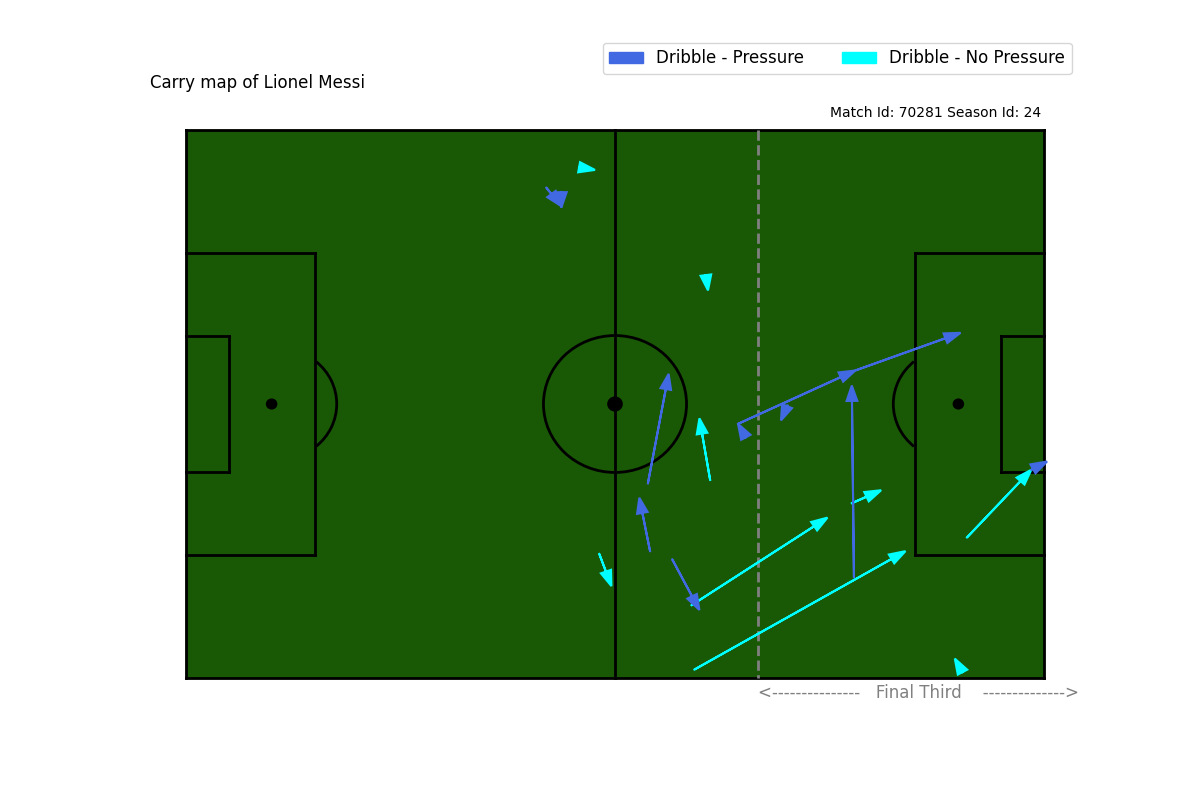 Dribble - Pressure Dribble - No Pressure
Carry map of Lionel Messi
Match Id: 70281 Season Id: 24
<--------------- Final Third -------------->